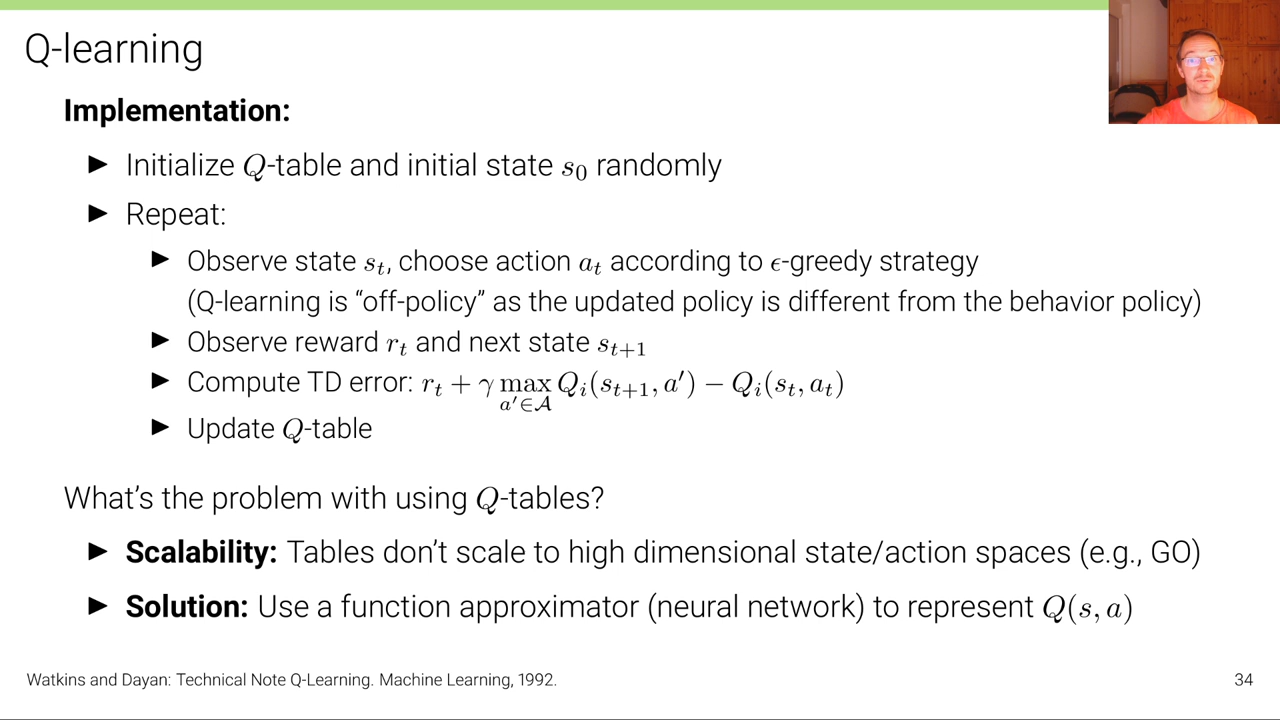 Q-learning
Implementation:
► Initialize Q-table and initial state s₀ randomly
► Repeat:
► Observe state sₜ, choose action aₜ according to ϵ-greedy strategy
(Q-learning is “off-policy” as the updated policy is different from the behavior policy)
► Observe reward rₜ and next state sₜ₊₁
► Compute TD error: rₜ + γ max Qᵢ(sₜ₊₁, a′) − Qᵢ(sₜ, aₜ)
a′∈𝒜
► Update Q-table
What’s the problem with using Q-tables?
► Scalability: Tables don’t scale to high dimensional state/action spaces (e.g., GO)
► Solution: Use a function approximator (neural network) to represent Q(s, a)
Watkins and Dayan: Technical Note Q-Learning. Machine Learning, 1992.
34